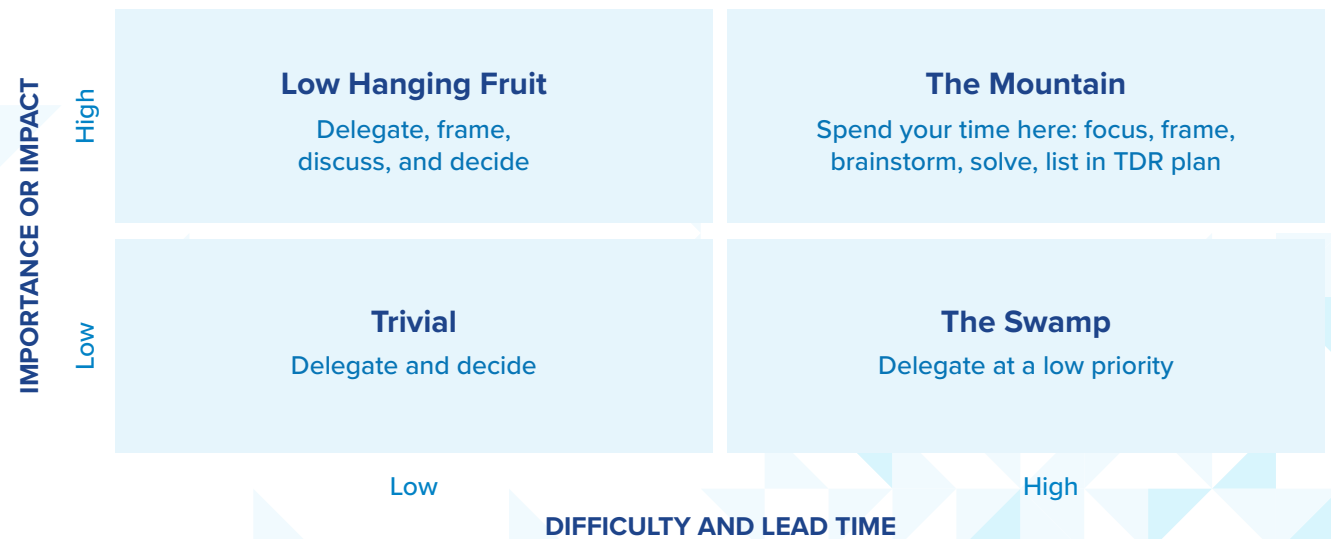 IMPORTANCE OR IMPACT
High
Low Hanging Fruit
Delegate, frame,
discuss, and decide
The Mountain
Spend your time here: focus, frame,
brainstorm, solve, list in TDR plan
Low
Trivial
Delegate and decide
The Swamp
Delegate at a low priority
Low
High
DIFFICULTY AND LEAD TIME